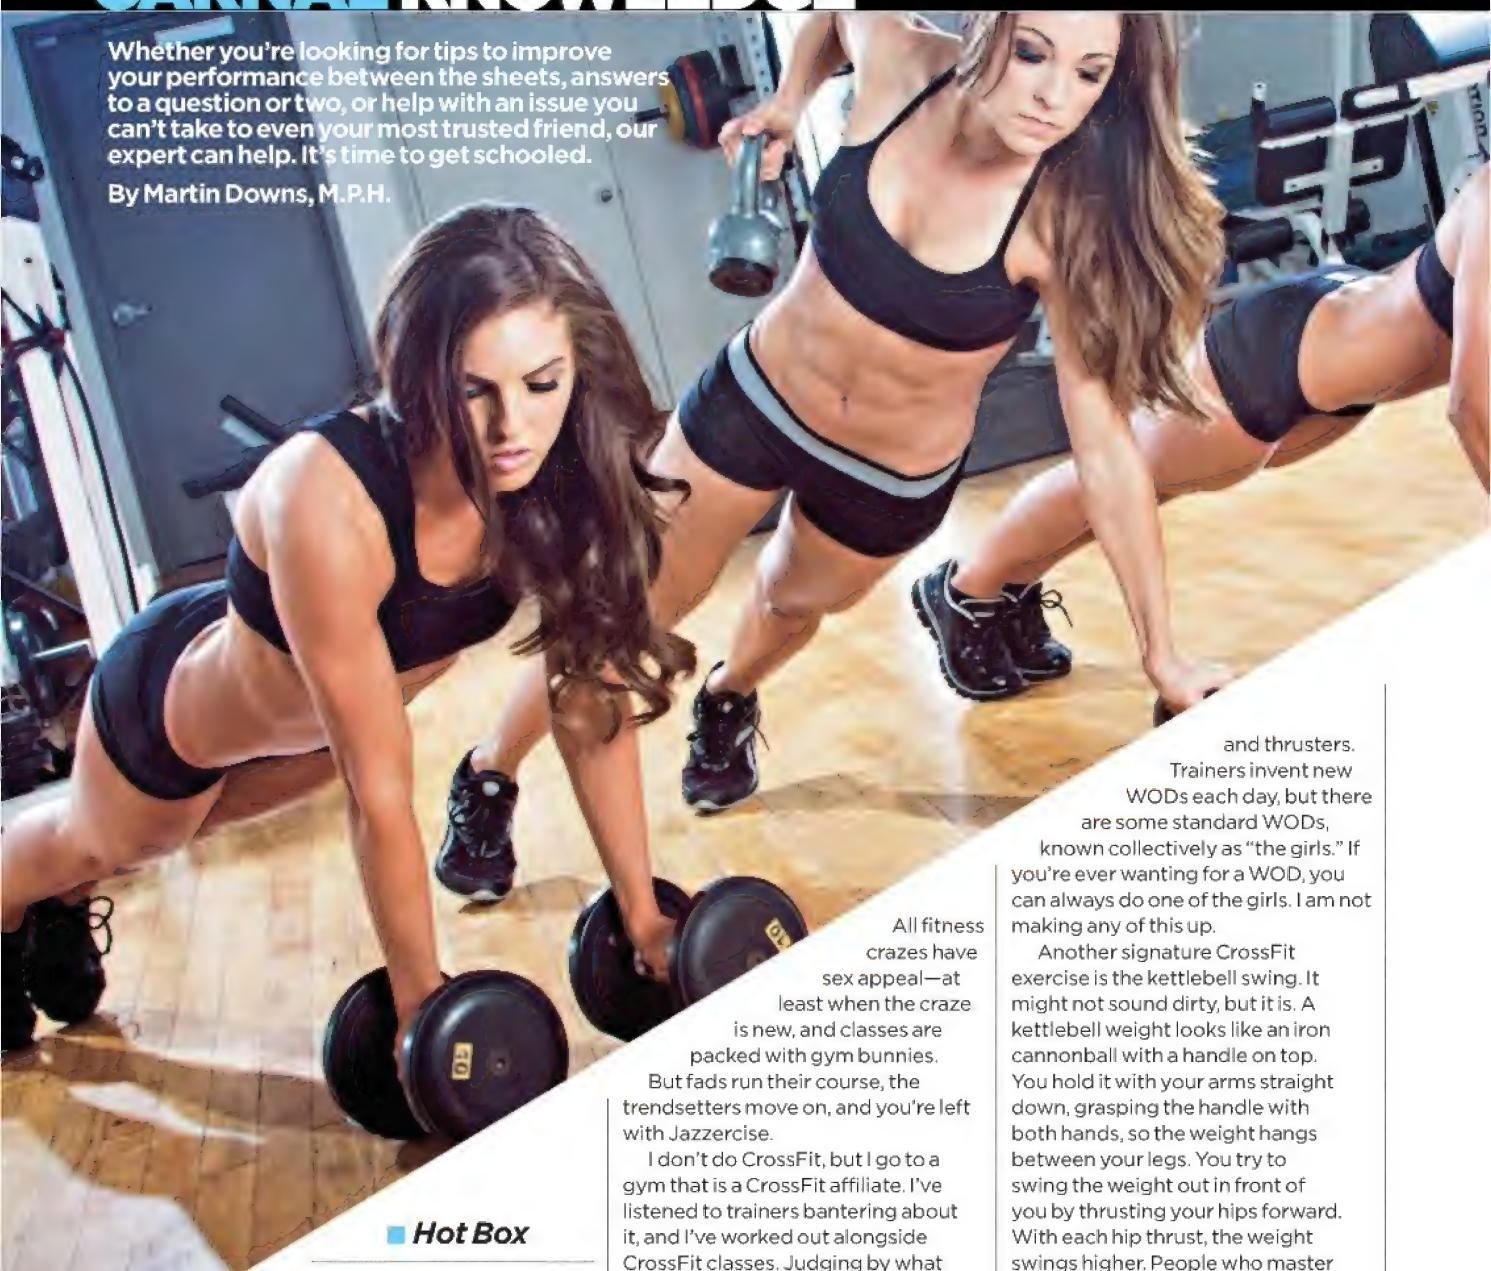 CARNAL KNOWLEDGE
Whether you're looking for tips to improve
your performance between the sheets, answers
to a question or two, or help with an issue you
can't take to even your most trusted friend, our
expert can help. It's time to get schooled.
By Martin Downs, M.P.H.
10
10
Hot Box
All fitness
crazes have
sex appeal—at
least when the craze
is new, and classes are
packed with gym bunnies.
But fads run their course, the
trendsetters move on, and you're left
with Jazzercise.
I don't do CrossFit, but I go to a
gym that is a CrossFit affiliate. I've
listened to trainers bantering about
it, and I've worked out alongside
CrossFit classes. Judging by what
and thrusters.
Trainers invent new
WODs each day, but there
are some standard WODs,
known collectively as "the girls." If
you're ever wanting for a WOD, you
can always do one of the girls. I am not
making any of this up.
Another signature CrossFit
exercise is the kettlebell swing. It
might not sound dirty, but it is. A
kettlebell weight looks like an iron
cannonball with a handle on top.
You hold it with your arms straight
down, grasping the handle with
both hands, so the weight hangs
between your legs. You try to
swing the weight out in front of
you by thrusting your hips forward.
With each hip thrust, the weight
swings higher. People who master